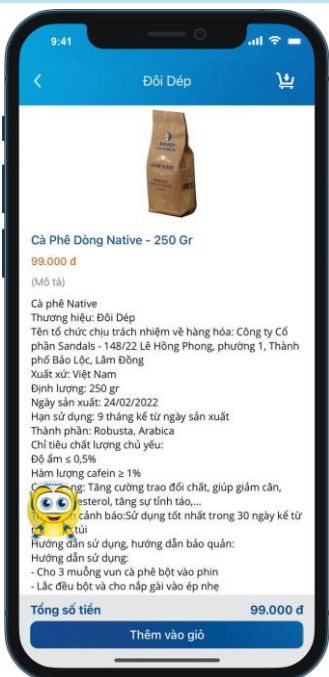 9:41
Đôi Dép
Cà Phê Dòng Native - 250 Gr
99.000 đ
(Mô tả)
Cà phê Native
Thương hiệu: Đôi Dép
Tên tổ chức chịu trách nhiệm về hàng hóa: Công ty Cổ
phần Sandals - 148/22 Lê Hồng Phong, phường 1, Thành
phố Bảo Lộc, Lâm Đồng
Xuất xứ: Việt Nam
Định lượng: 250 gr
Ngày sản xuất: 24/02/2022
Hạn sử dụng: 9 tháng kể từ ngày sản xuất
Thành phần: Robusta, Arabica
Chỉ tiêu chất lượng chủ yếu:
Độ ẩm ≤ 0,5%
Hàm lượng cafein ≥ 1%
Tăng cường trao đổi chất, giúp giảm cân,
esterol, tăng sự tỉnh táo,...
cảnh báo:Sử dụng tốt nhất trong 30 ngày kể từ
túi
Hướng dẫn sử dụng, hướng dẫn bảo quản:
Hướng dẫn sử dụng:
- Cho 3 muỗng vun cà phê bột vào phin
- Lắc đều bột và cho nắp gài vào ép nhẹ
Tổng số tiền 99.000 đ
Thêm vào giỏ